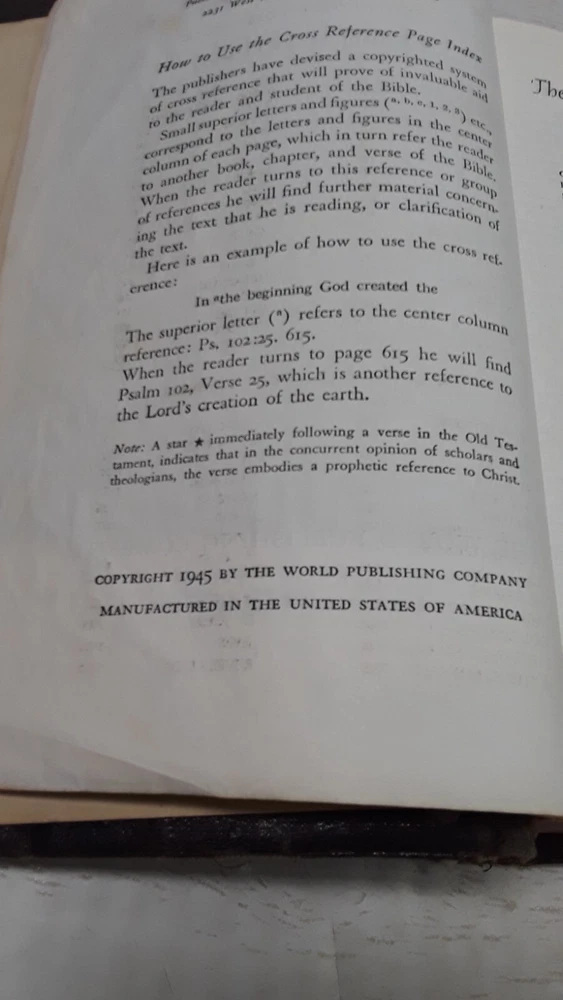 2231
How to Use the Cross Reference Page Index
The publishers have devised a copyrighted system
of cross reference that will prove of invaluable aid
to the reader and student of the Bible.
Small superior letters and figures (a, b, c, 1, 2, 3) etc.,
correspond to the letters and figures in the center
column of each page, which in turn refer the reader
to another book, chapter, and verse of the Bible.
When the reader turns to this reference or group
of references he will find further material concern-
ing the text that he is reading, or clarification of
the text.
Here is an example of how to use the cross ref-
erence:
In ᵃthe beginning God created the
The superior letter (ᵃ) refers to the center column
reference: Ps. 102:25. 615.
When the reader turns to page 615 he will find
Psalm 102, Verse 25, which is another reference to
the Lord's creation of the earth.
Note: A star ★ immediately following a verse in the Old Tes-
tament, indicates that in the concurrent opinion of scholars and
theologians, the verse embodies a prophetic reference to Christ.
COPYRIGHT 1945 BY THE WORLD PUBLISHING COMPANY
MANUFACTURED IN THE UNITED STATES OF AMERICA
The